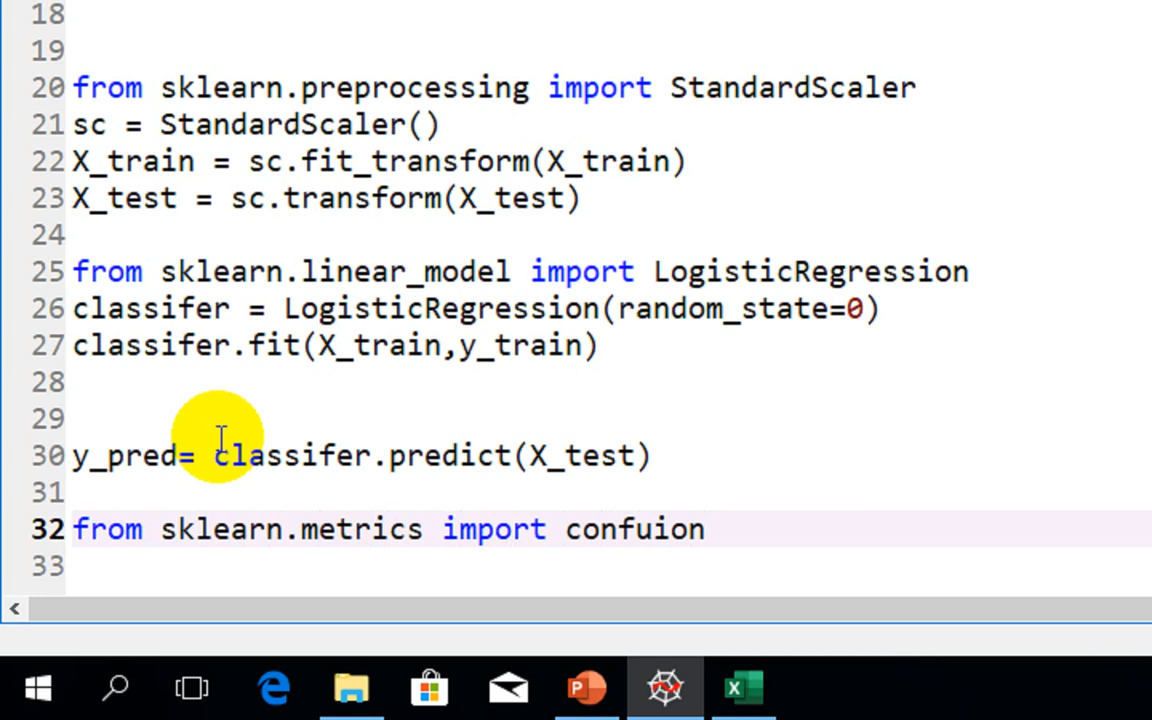 18
19
20 from sklearn.preprocessing import StandardScaler
21 sc = StandardScaler()
22 X_train = sc.fit_transform(X_train)
23 X_test = sc.transform(X_test)
24
25 from sklearn.linear_model import LogisticRegression
26 classifer = LogisticRegression(random_state=0)
27 classifer.fit(X_train,y_train)
28
29
30 y_pred= classifer.predict(X_test)
31
32 from sklearn.metrics import confuion
33